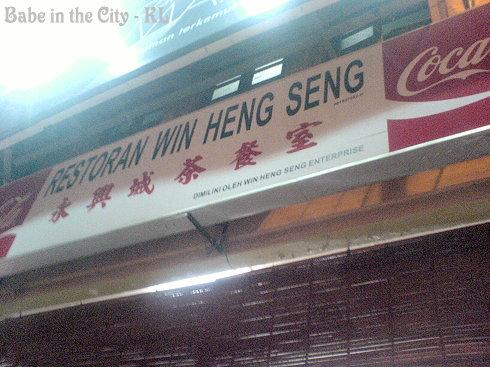 Babe in the City - KL
RESTORAN WIN HENG SENG
永興城茶餐室
DIMILIKI OLEH WIN HENG SENG ENTERPRISE
Coca